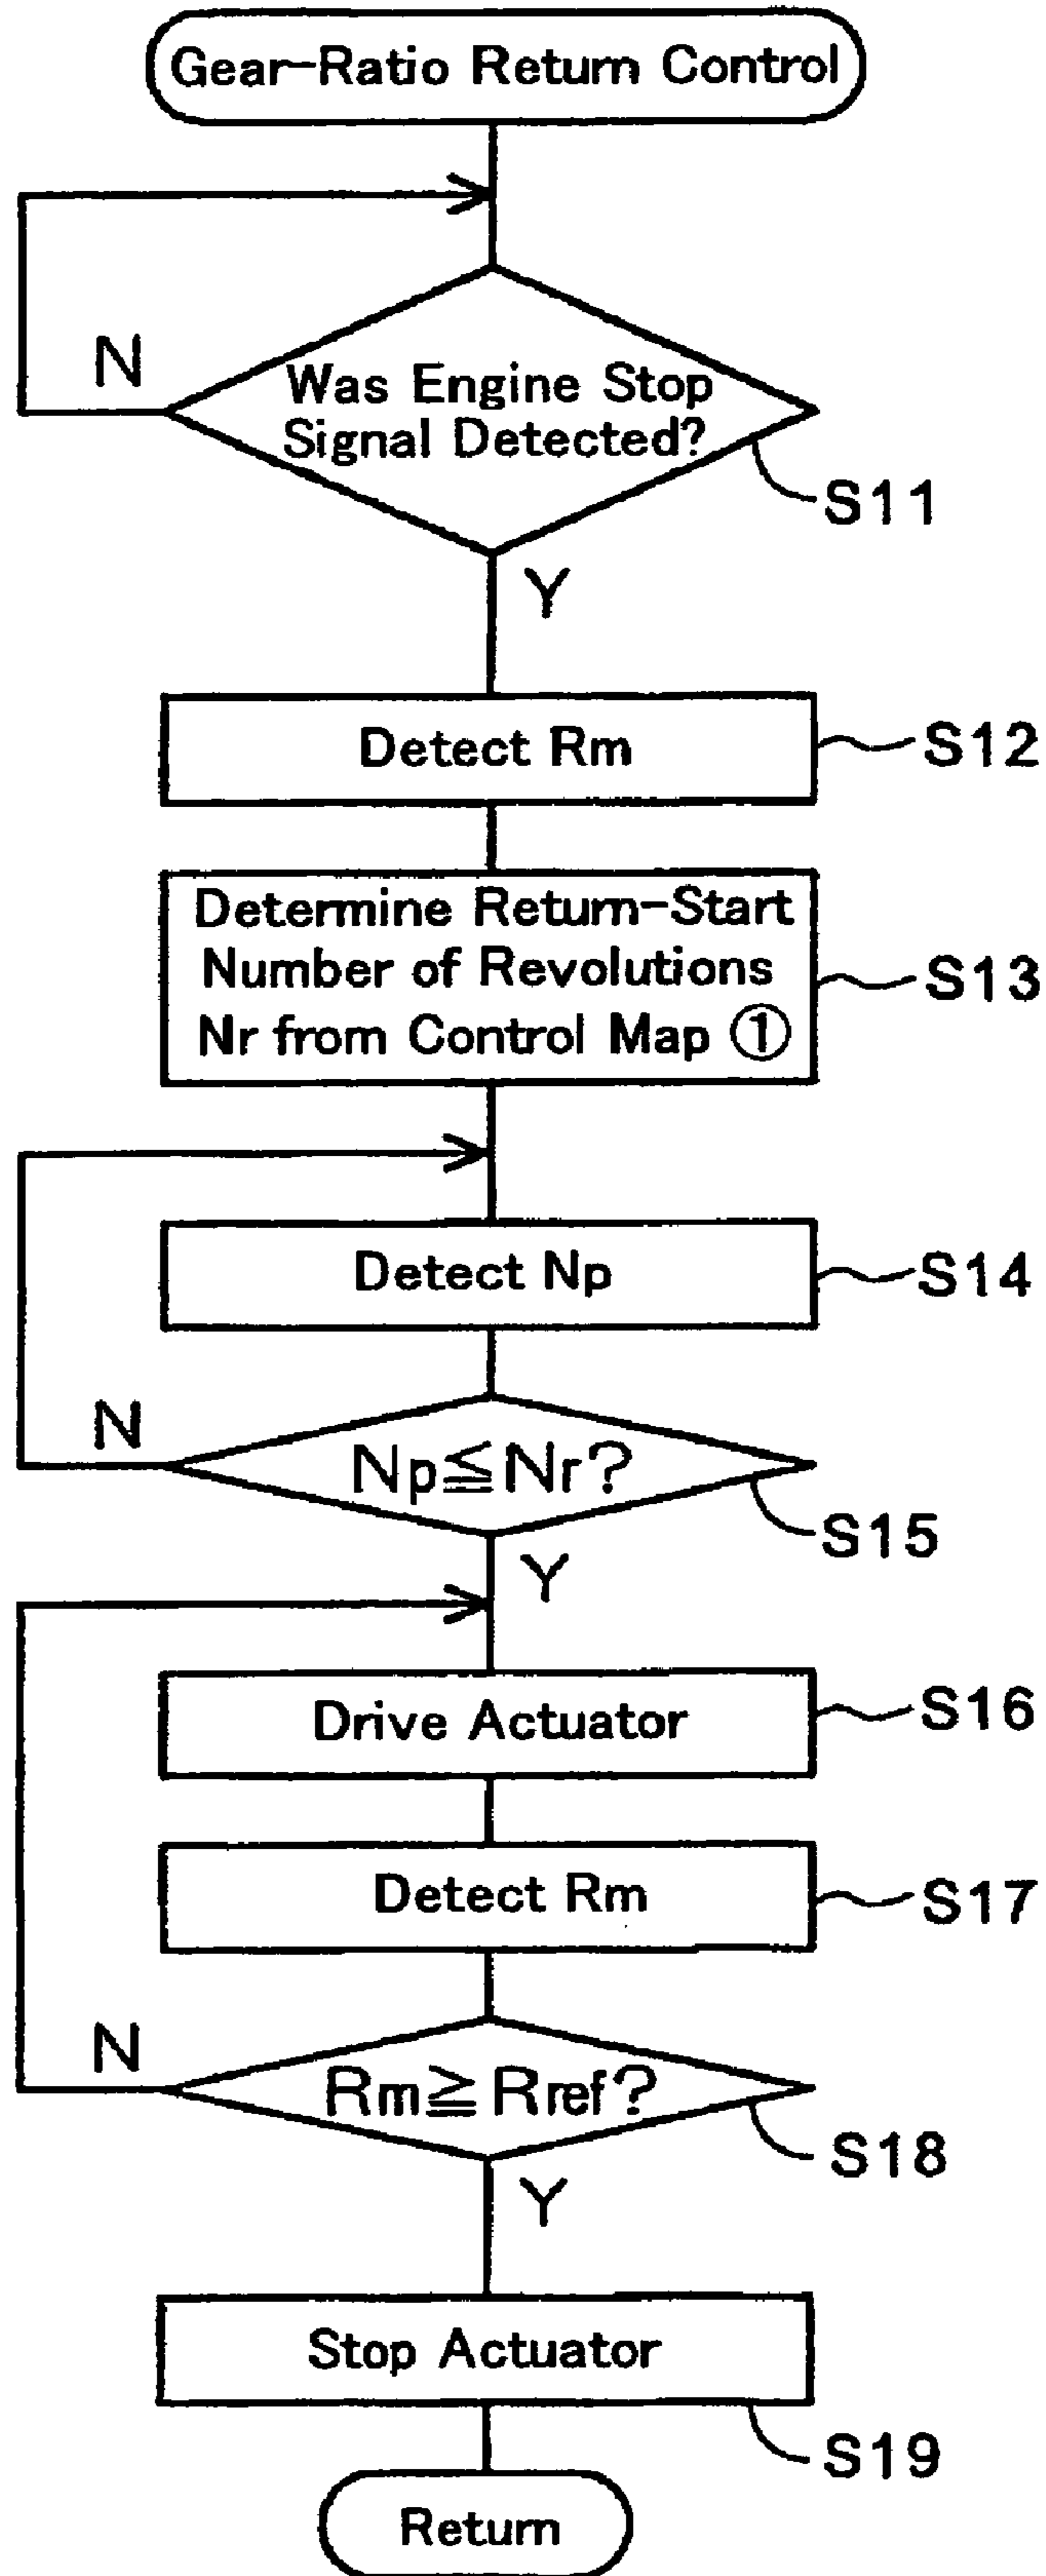 Gear-Ratio Return Control
N
Was Engine Stop
Signal Detected?
S11
Y
Detect Rm
S12
Determine Return-Start
Number of Revolutions
Nr from Control Map ①
S13
Detect Np
S14
N
Np≦Nr?
S15
Y
Drive Actuator
S16
Detect Rm
S17
N
Rm≧Rref?
S18
Y
Stop Actuator
S19
Return